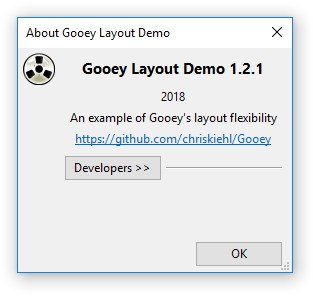 About Gooey Layout Demo
Gooey Layout Demo 1.2.1
2018
An example of Gooey's layout flexibility
https://github.com/chriskiehl/Gooey
Developers >>
OK